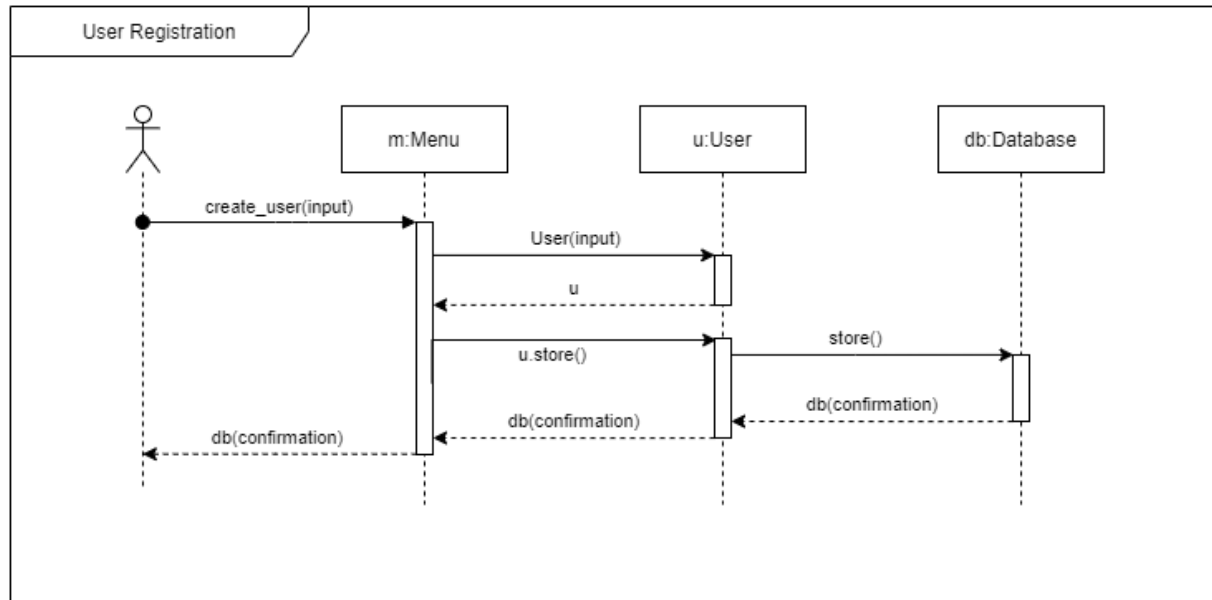 User Registration
m:Menu
u:User
db:Database
create_user(input)
User(input)
u
u.store()
store()
db(confirmation)
db(confirmation)
db(confirmation)